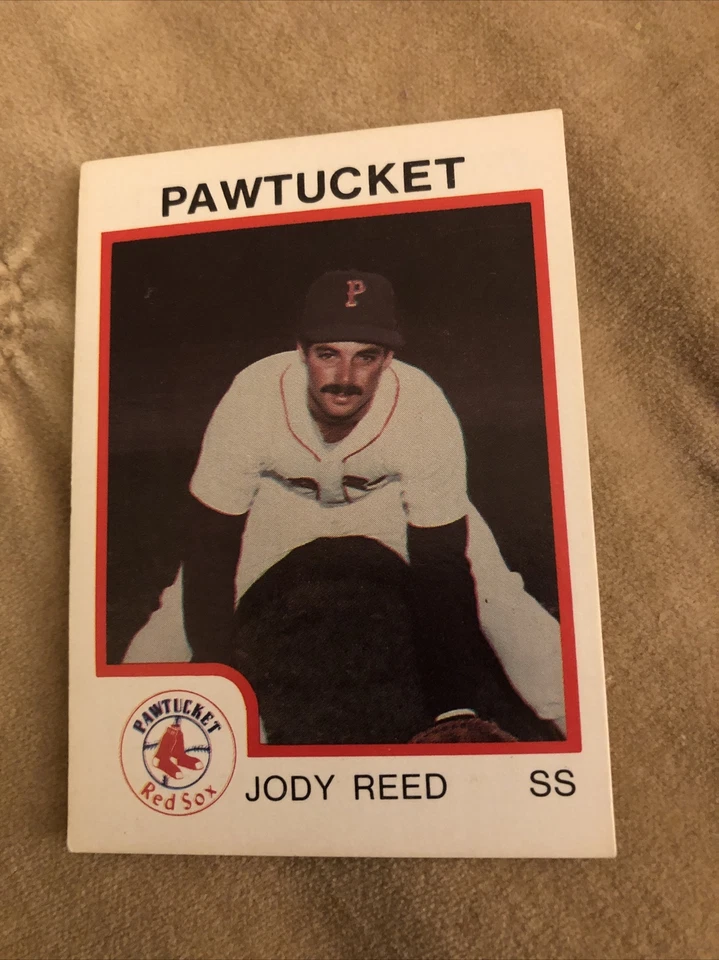 PAWTUCKET
P
PAWTUCKET
Red Sox
JODY REED SS